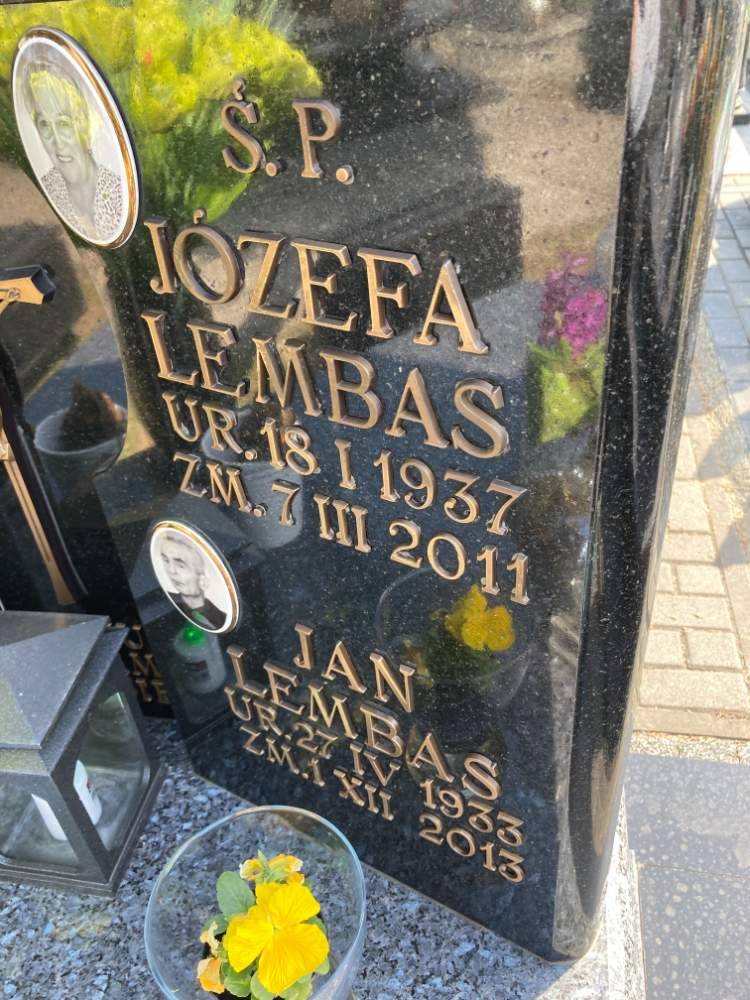 Ś.P.
JÓZEFA
LEMBAS
UR. 18 I 1937
ZM. 7 III 2011
JAN
LEMBAS
UR. 27 IV 1933
ZM. 1 XII 2013